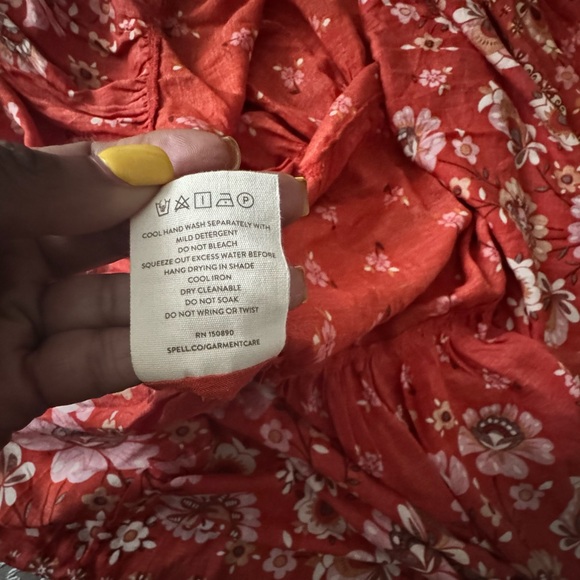 COOL HAND WASH SEPARATELY WITH
MILD DETERGENT
DO NOT BLEACH
SQUEEZE OUT EXCESS WATER BEFORE
HANG DRYING IN SHADE
COOL IRON
DRY CLEANABLE
DO NOT SOAK
DO NOT WRING OR TWIST
RN 150890
SPELL.CO/GARMENTCARE